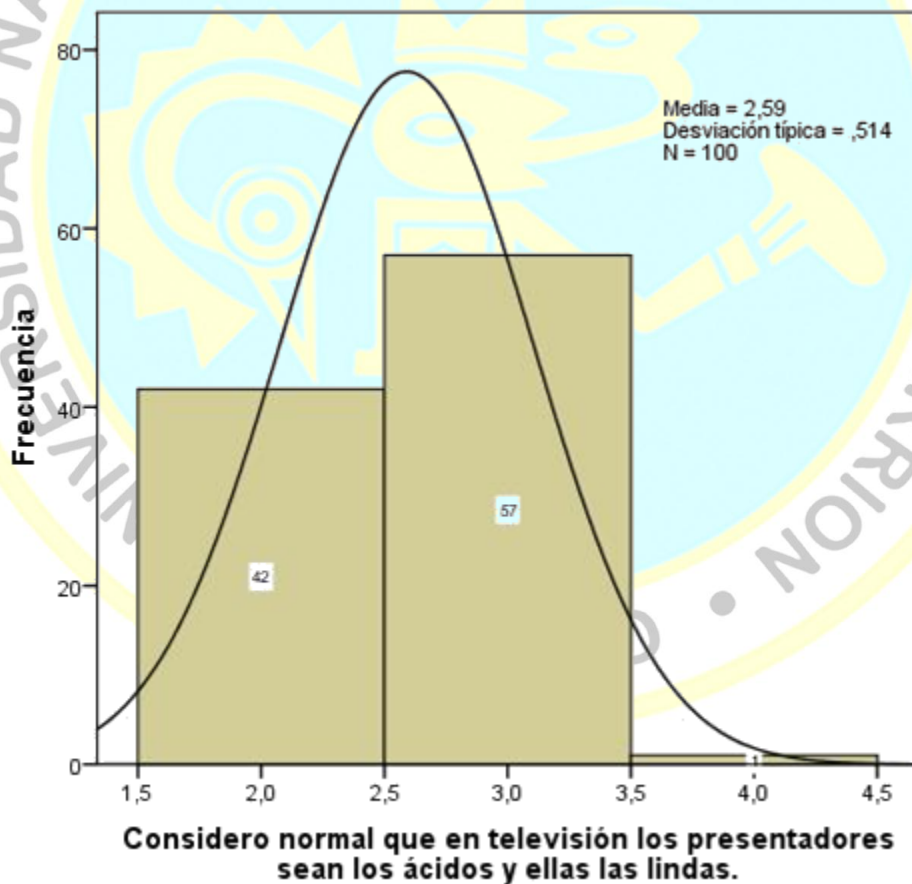 Media = 2,59
Desviación típica = ,514
N = 100
Frecuencia
80
60
40
20
0
42
57
1
1,5
2,0
2,5
3,0
3,5
4,0
4,5
Considero normal que en televisión los presentadores
sean los ácidos y ellas las lindas.